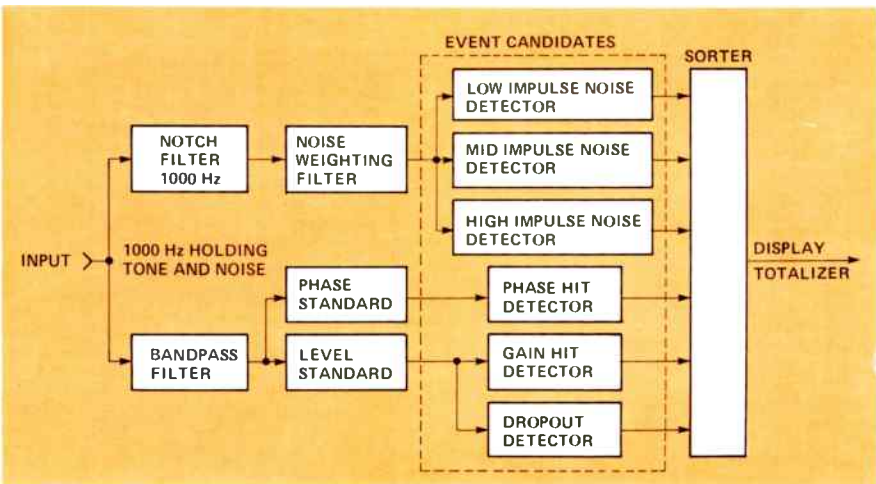 EVENT CANDIDATES
SORTER
LOW IMPULSE NOISE
DETECTOR
NOTCH
FILTER
1000 Hz
NOISE
WEIGHTING
FILTER
MID IMPULSE NOISE
DETECTOR
HIGH IMPULSE NOISE
DETECTOR
INPUT
1000 Hz HOLDING
TONE AND NOISE
DISPLAY
TOTALIZER
PHASE
STANDARD
PHASE HIT
DETECTOR
BANDPASS
FILTER
LEVEL
STANDARD
GAIN HIT
DETECTOR
DROPOUT
DETECTOR